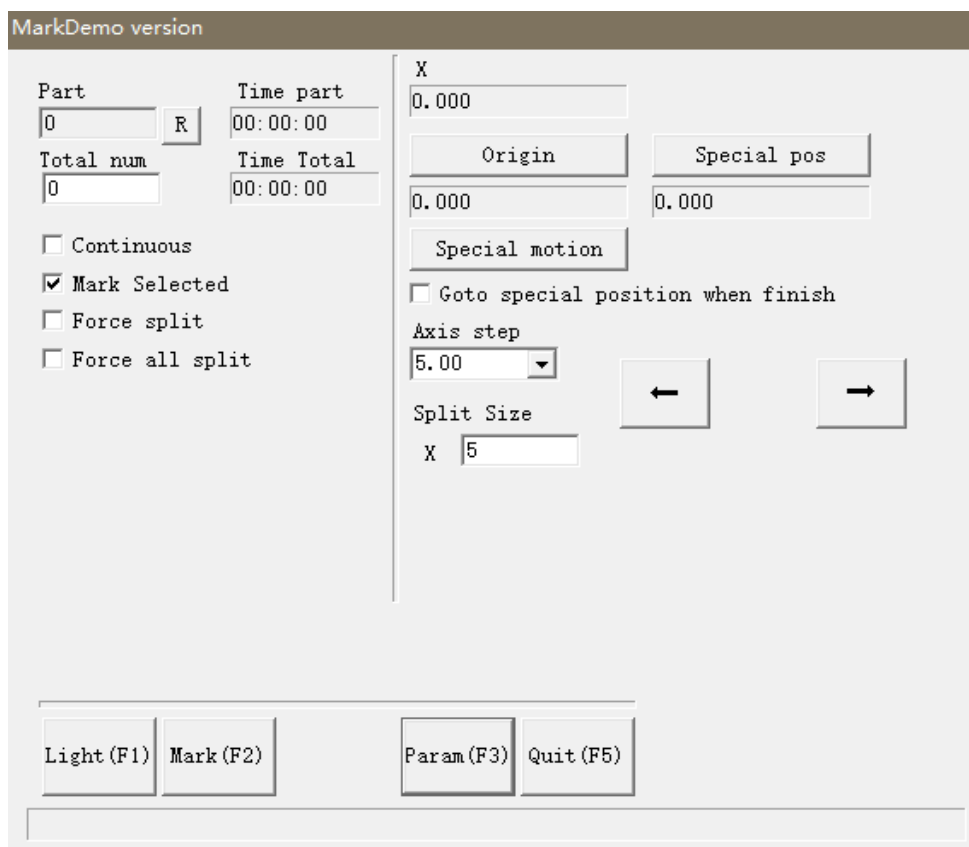 MarkDemo version
Part
Time part
0
R
00:00:00
Total num
Time Total
0
00:00:00
Continuous
Mark Selected
Force split
Force all split
X
0.000
Origin
Special pos
0.000
0.000
Special motion
Goto special position when finish
Axis step
5.00
←
→
Split Size
X
5
Light(F1)
Mark(F2)
Param(F3)
Quit(F5)